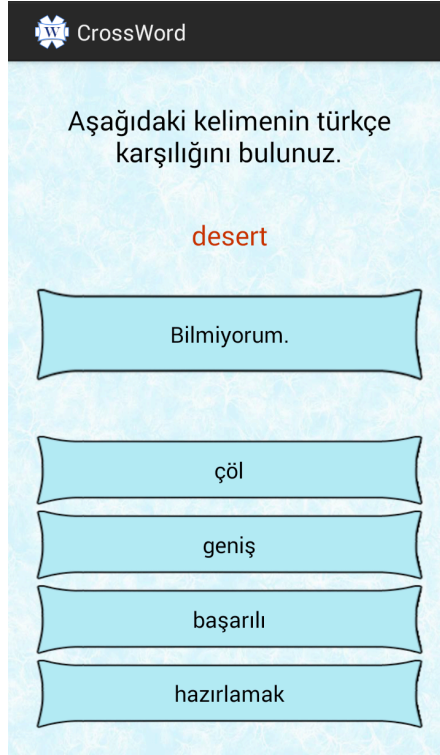 W CrossWord
Aşağıdaki kelimenin türkçe
karşılığını bulunuz.
desert
Bilmiyorum.
çöl
geniş
başarılı
hazırlamak